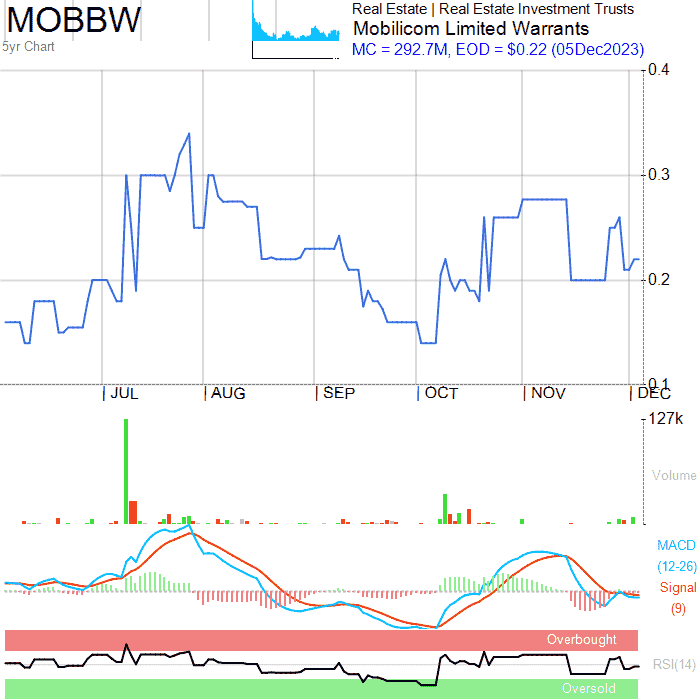 MOBBW
5yr Chart
Real Estate | Real Estate Investment Trusts
Mobilicom Limited Warrants
MC = 292.7M, EOD = $0.22 (05Dec2023)
0.4
0.3
0.2
0.1
JUL AUG SEP OCT NOV DEC
127k
Volume
MACD
(12-26)
Signal
(9)
Overbought
RSI(14)
Oversold